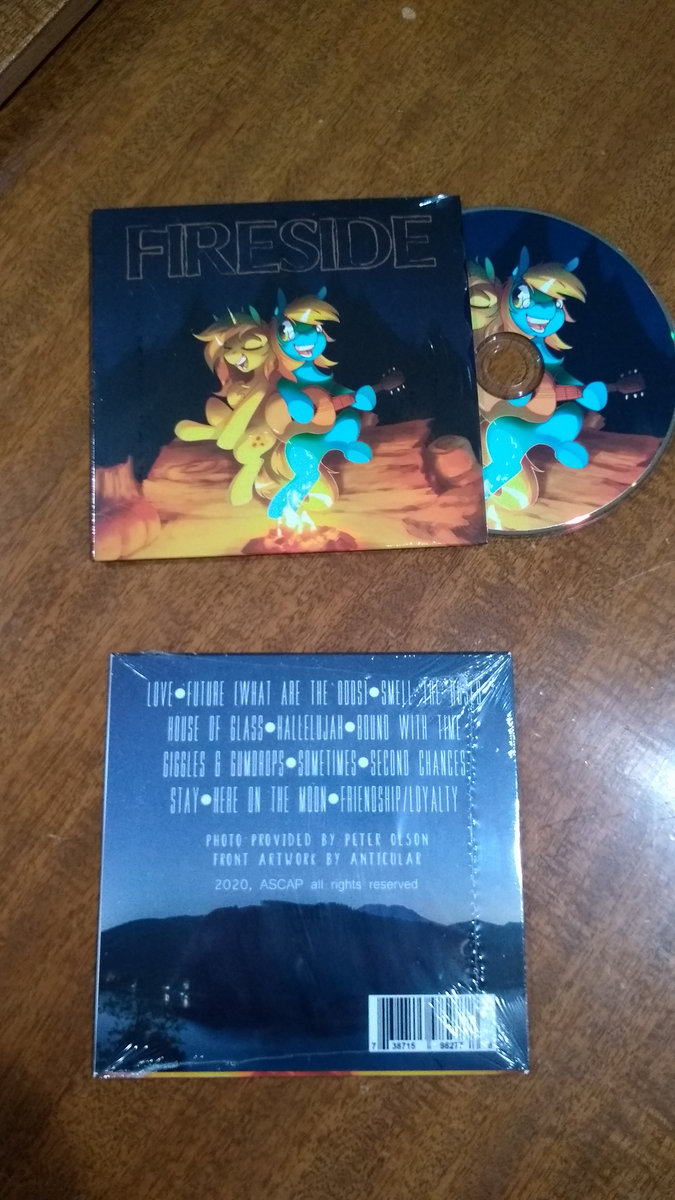 FIRESIDE
LOVE•FUTURE (WHAT ARE THE ODDS)•SMELL THE ROSES
HOUSE OF GLASS•HALLELUJAH•BOUND WITH TIME
GIGGLES & GUMDROPS•SOMETIMES•SECOND CHANCES
STAY•HERE ON THE MOON•FRIENDSHIP/LOYALTY
PHOTO PROVIDED BY PETER OLSON
FRONT ARTWORK BY ANTICULAR
2020, ASCAP all rights reserved
7 38715